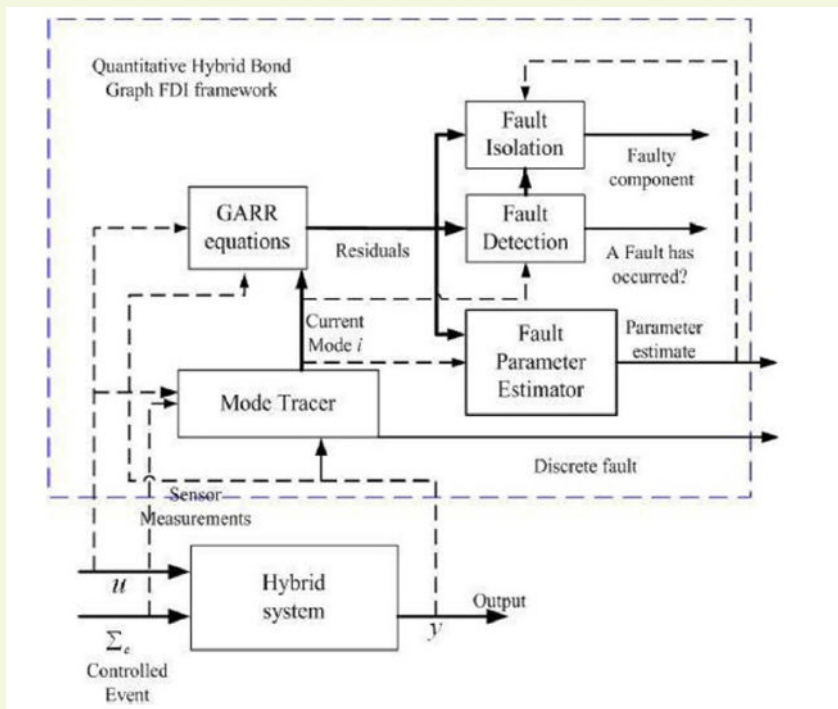 Quantitative Hybrid Bond
Graph FDI framework
Fault
Isolation
Faulty
component
GARR
equations
Residuals
Fault
Detection
A Fault has
occurred?
Current
Mode i
Fault
Parameter
Estimator
Parameter
estimate
Mode Tracer
Discrete fault
Sensor
Measurements
u
Hybrid
system
Output
y
Σc
Controlled
Event